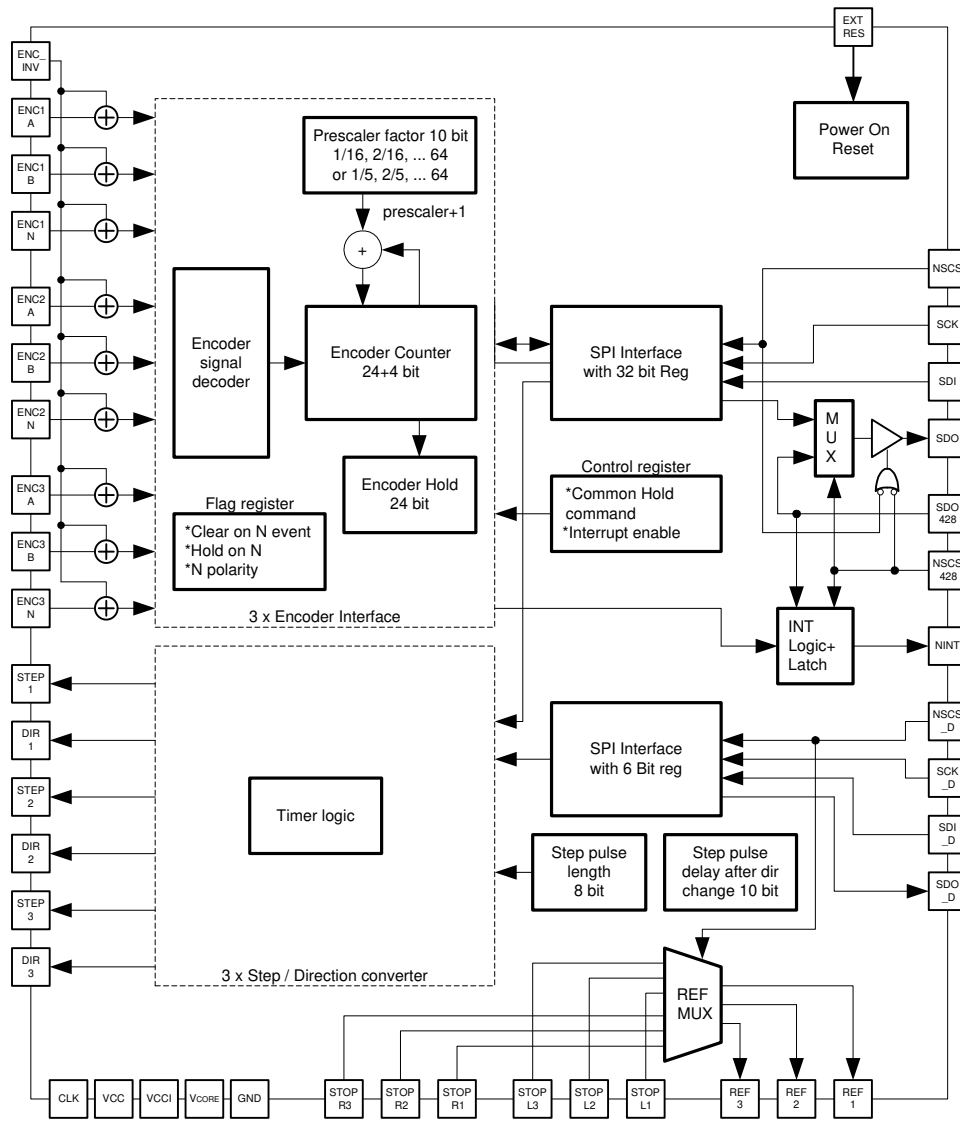 EXT
RES
ENC_
INV
ENC1
A
ENC1
B
ENC1
N
ENC2
A
ENC2
B
ENC2
N
ENC3
A
ENC3
B
ENC3
N
STEP
1
DIR
1
STEP
2
DIR
2
STEP
3
DIR
3
Prescaler factor 10 bit
1/16, 2/16, ... 64
or 1/5, 2/5, ... 64
prescaler+1
+
Encoder
signal
decoder
Encoder Counter
24+4 bit
Encoder Hold
24 bit
Flag register
*Clear on N event
*Hold on N
*N polarity
3 x Encoder Interface
Timer logic
3 x Step / Direction converter
Power On
Reset
SPI Interface
with 32 bit Reg
Control register
*Common Hold
command
*Interrupt enable
M
U
X
INT
Logic+
Latch
SPI Interface
with 6 Bit reg
Step pulse
length
8 bit
Step pulse
delay after dir
change 10 bit
REF
MUX
NSCS
SCK
SDI
SDO
SDO
428
NSCS
428
NINT
NSCS
_D
SCK
_D
SDI
_D
SDO
_D
CLK
VCC
VCCI
VCORE
GND
STOP
R3
STOP
R2
STOP
R1
STOP
L3
STOP
L2
STOP
L1
REF
3
REF
2
REF
1